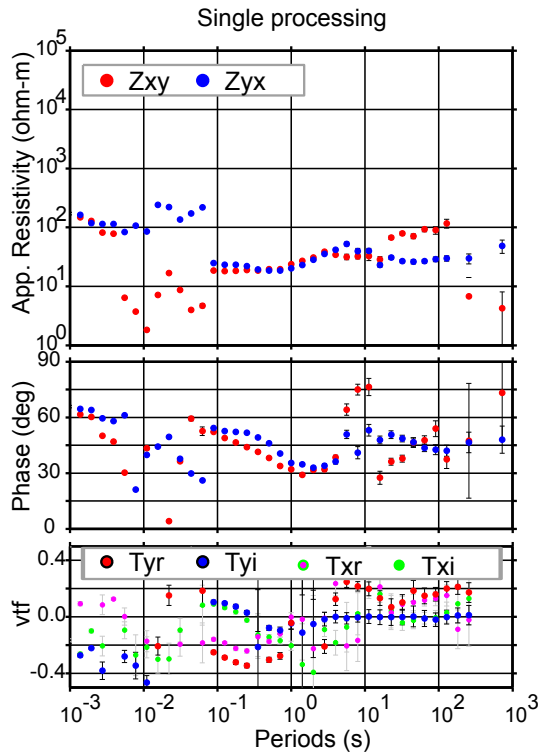 Single processing
App. Resistivity (ohm-m)
10^5
10^4
10^3
10^2
10^1
10^0
Zxy Zyx
Phase (deg)
90
60
30
0
vtf
0.4
0.0
-0.4
Tyr Tyi Txr Txi
10^-3 10^-2 10^-1 10^0 10^1 10^2 10^3
Periods (s)